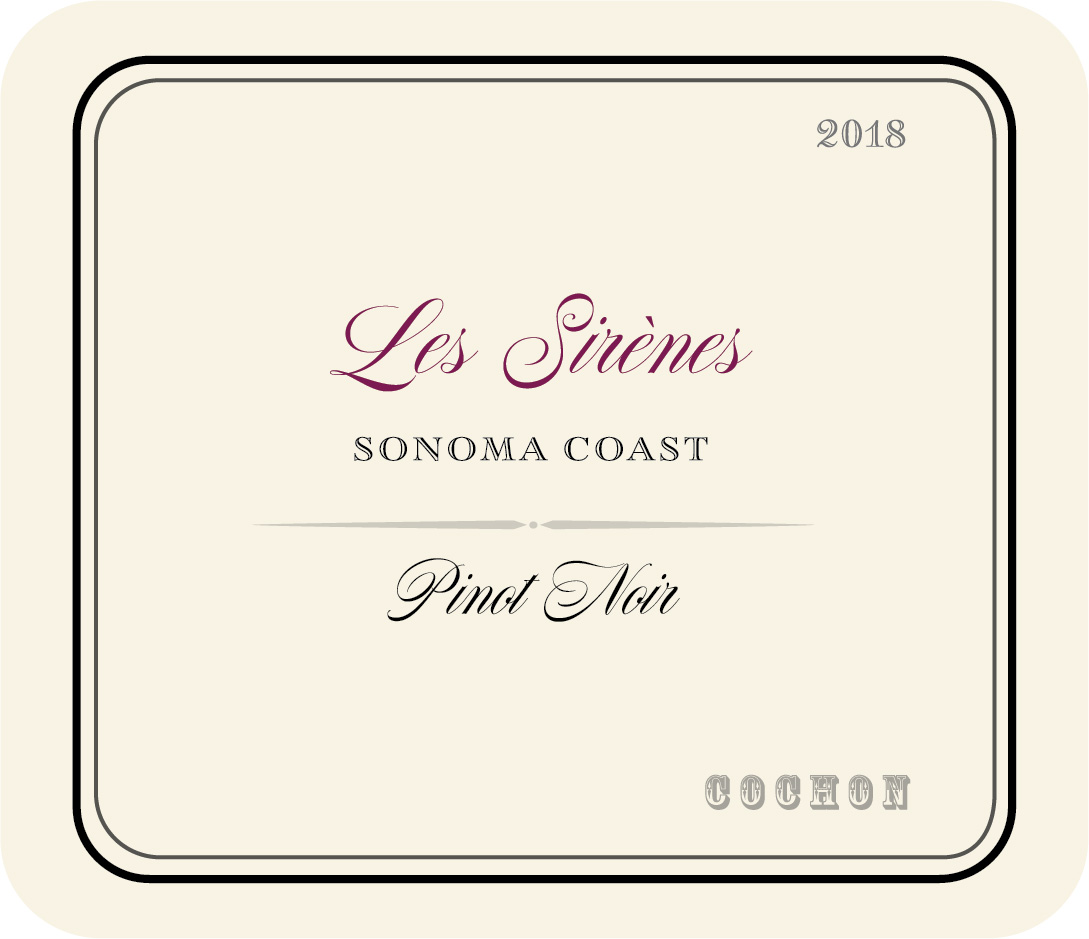 2018
Les Sirènes
SONOMA COAST
Pinot Noir
COCHON